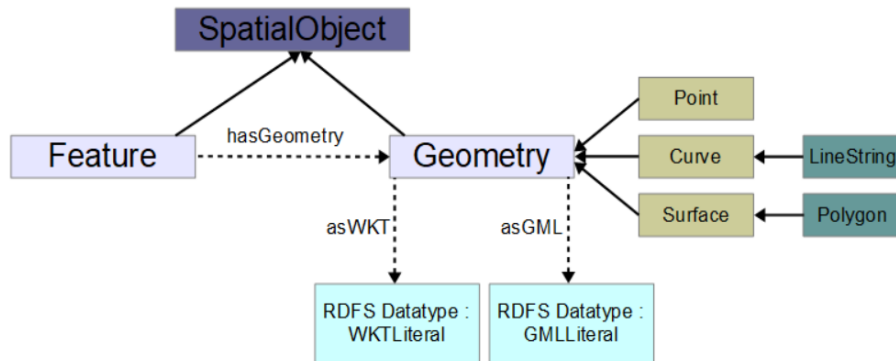 SpatialObject
Point
hasGeometry
Feature
Geometry
Curve
LineString
Surface
Polygon
asWKT
asGML
RDFS Datatype :
WKTLiteral
RDFS Datatype :
GMLLiteral